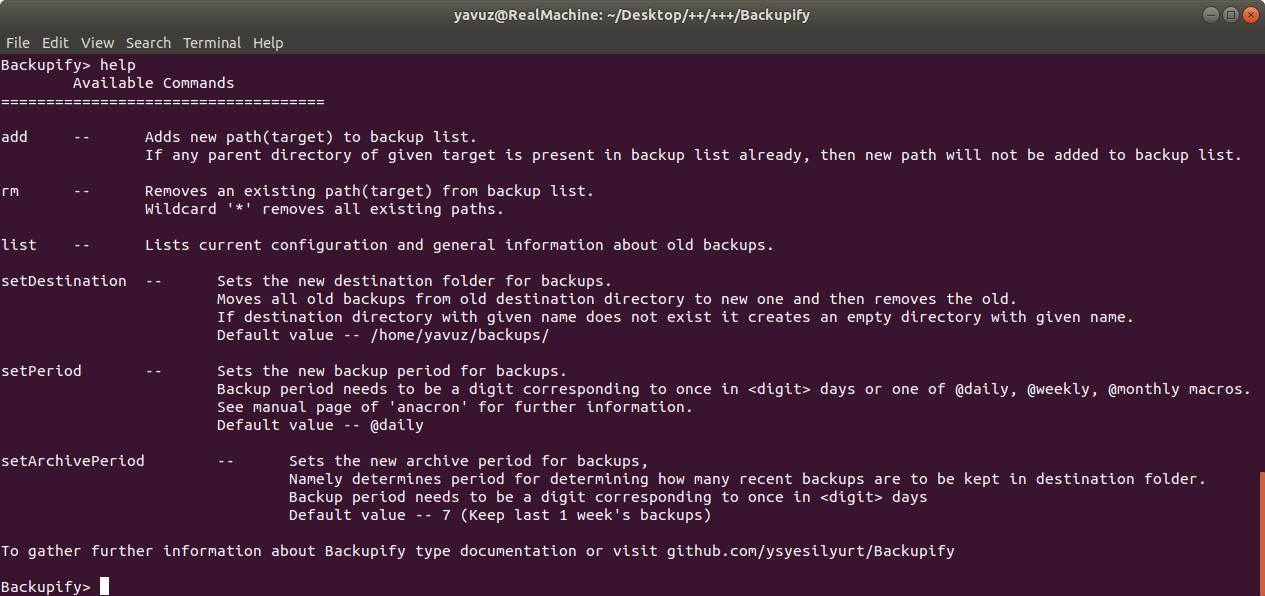 yavuz@RealMachine: ~/Desktop/++/+++/Backupify
File Edit View Search Terminal Help
Backupify> help
Available Commands
====================================
add -- Adds new path(target) to backup list.
If any parent directory of given target is present in backup list already, then new path will not be added to backup list.
rm -- Removes an existing path(target) from backup list.
Wildcard '*' removes all existing paths.
list -- Lists current configuration and general information about old backups.
setDestination -- Sets the new destination folder for backups.
Moves all old backups from old destination directory to new one and then removes the old.
If destination directory with given name does not exist it creates an empty directory with given name.
Default value -- /home/yavuz/backups/
setPeriod -- Sets the new backup period for backups.
Backup period needs to be a digit corresponding to once in <digit> days or one of @daily, @weekly, @monthly macros.
See manual page of 'anacron' for further information.
Default value -- @daily
setArchivePeriod -- Sets the new archive period for backups,
Namely determines period for determining how many recent backups are to be kept in destination folder.
Backup period needs to be a digit corresponding to once in <digit> days
Default value -- 7 (Keep last 1 week's backups)
To gather further information about Backupify type documentation or visit github.com/ysyesilyurt/Backupify
Backupify>